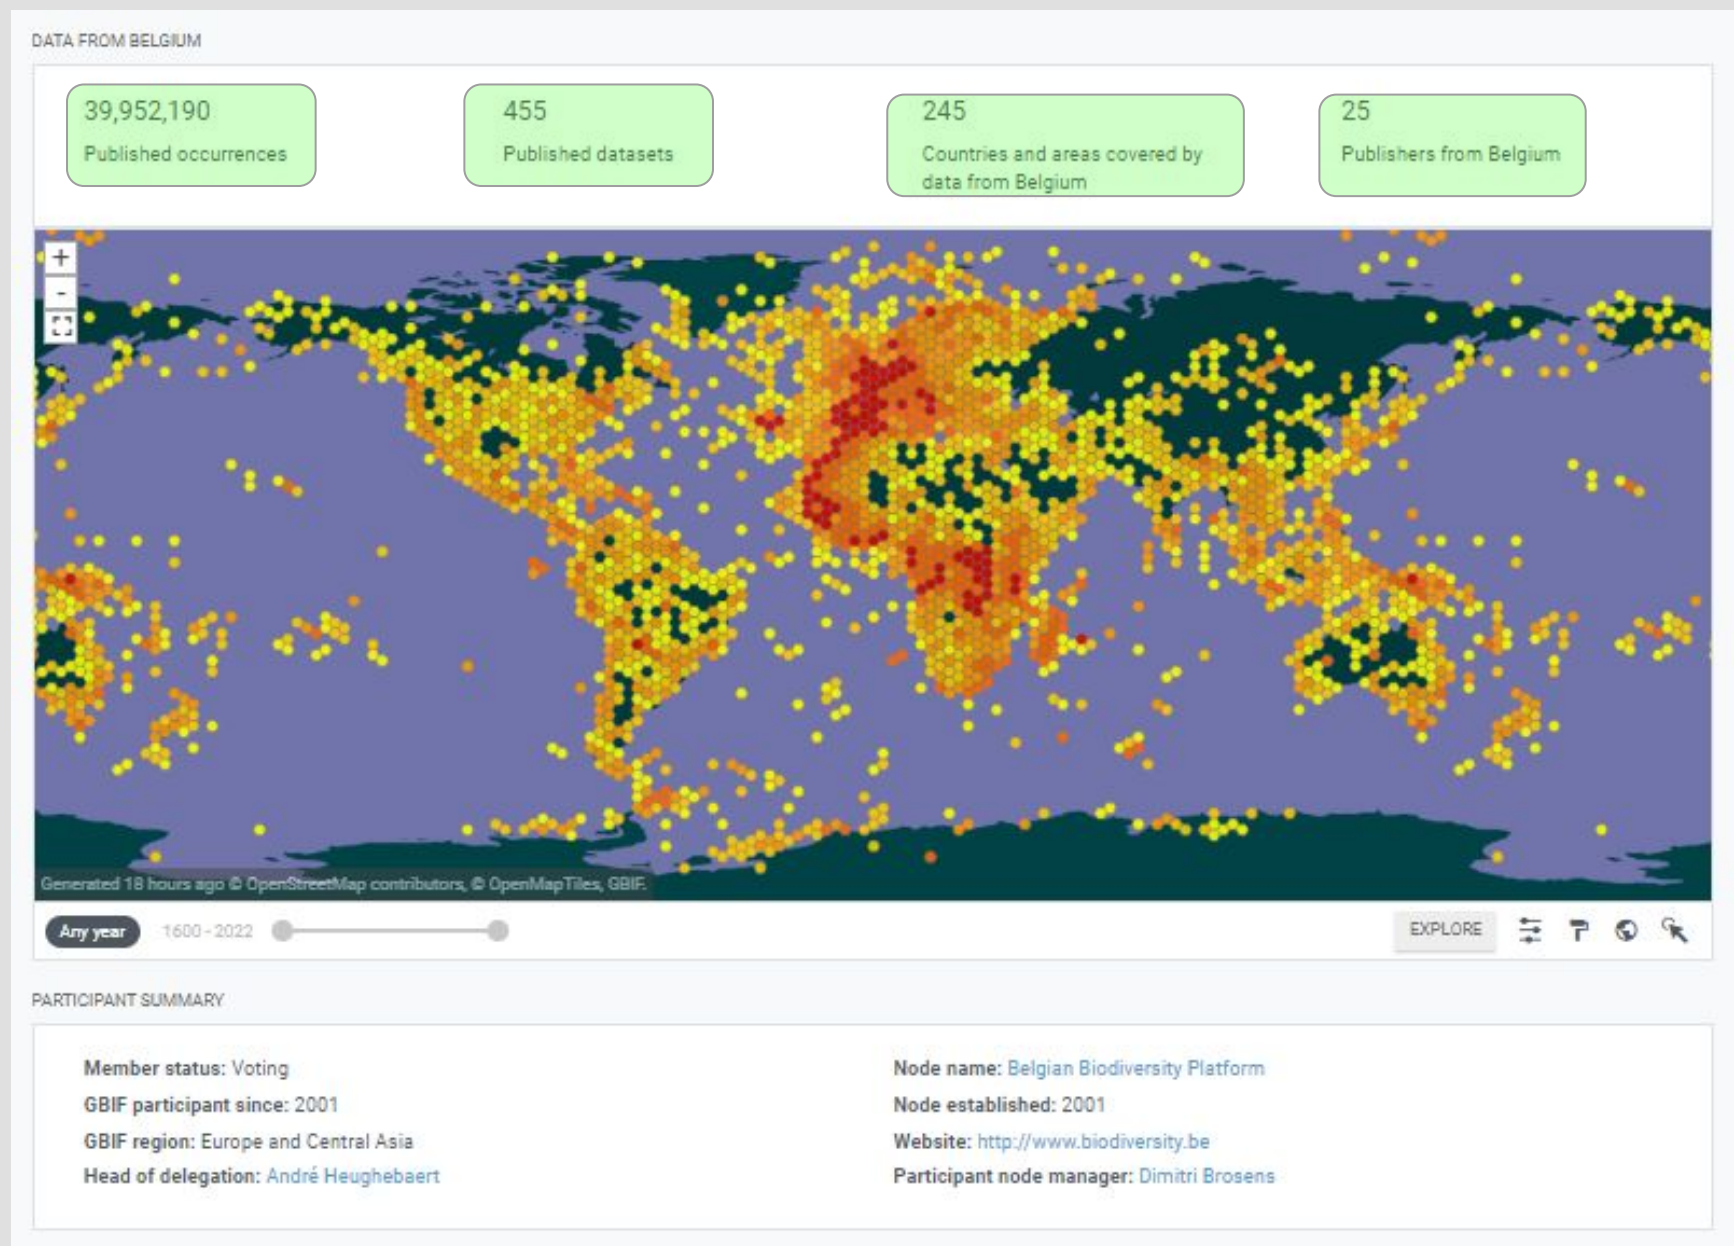 DATA FROM BELGIUM
39,952,190
Published occurrences
455
Published datasets
245
Countries and areas covered by
data from Belgium
25
Publishers from Belgium
+
-
Generated 18 hours ago © OpenStreetMap contributors, © OpenMapTiles, GBIF.
Any year
1600 - 2022
EXPLORE
PARTICIPANT SUMMARY
Member status: Voting
GBIF participant since: 2001
GBIF region: Europe and Central Asia
Head of delegation: André Heughebaert
Node name: Belgian Biodiversity Platform
Node established: 2001
Website: http://www.biodiversity.be
Participant node manager: Dimitri Brosens